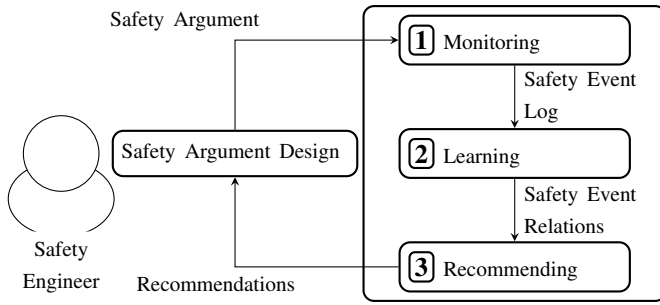 Safety Argument
1 Monitoring
Safety Event
Log
Safety Argument Design
2 Learning
Safety Event
Relations
Safety
Engineer
Recommendations
3 Recommending